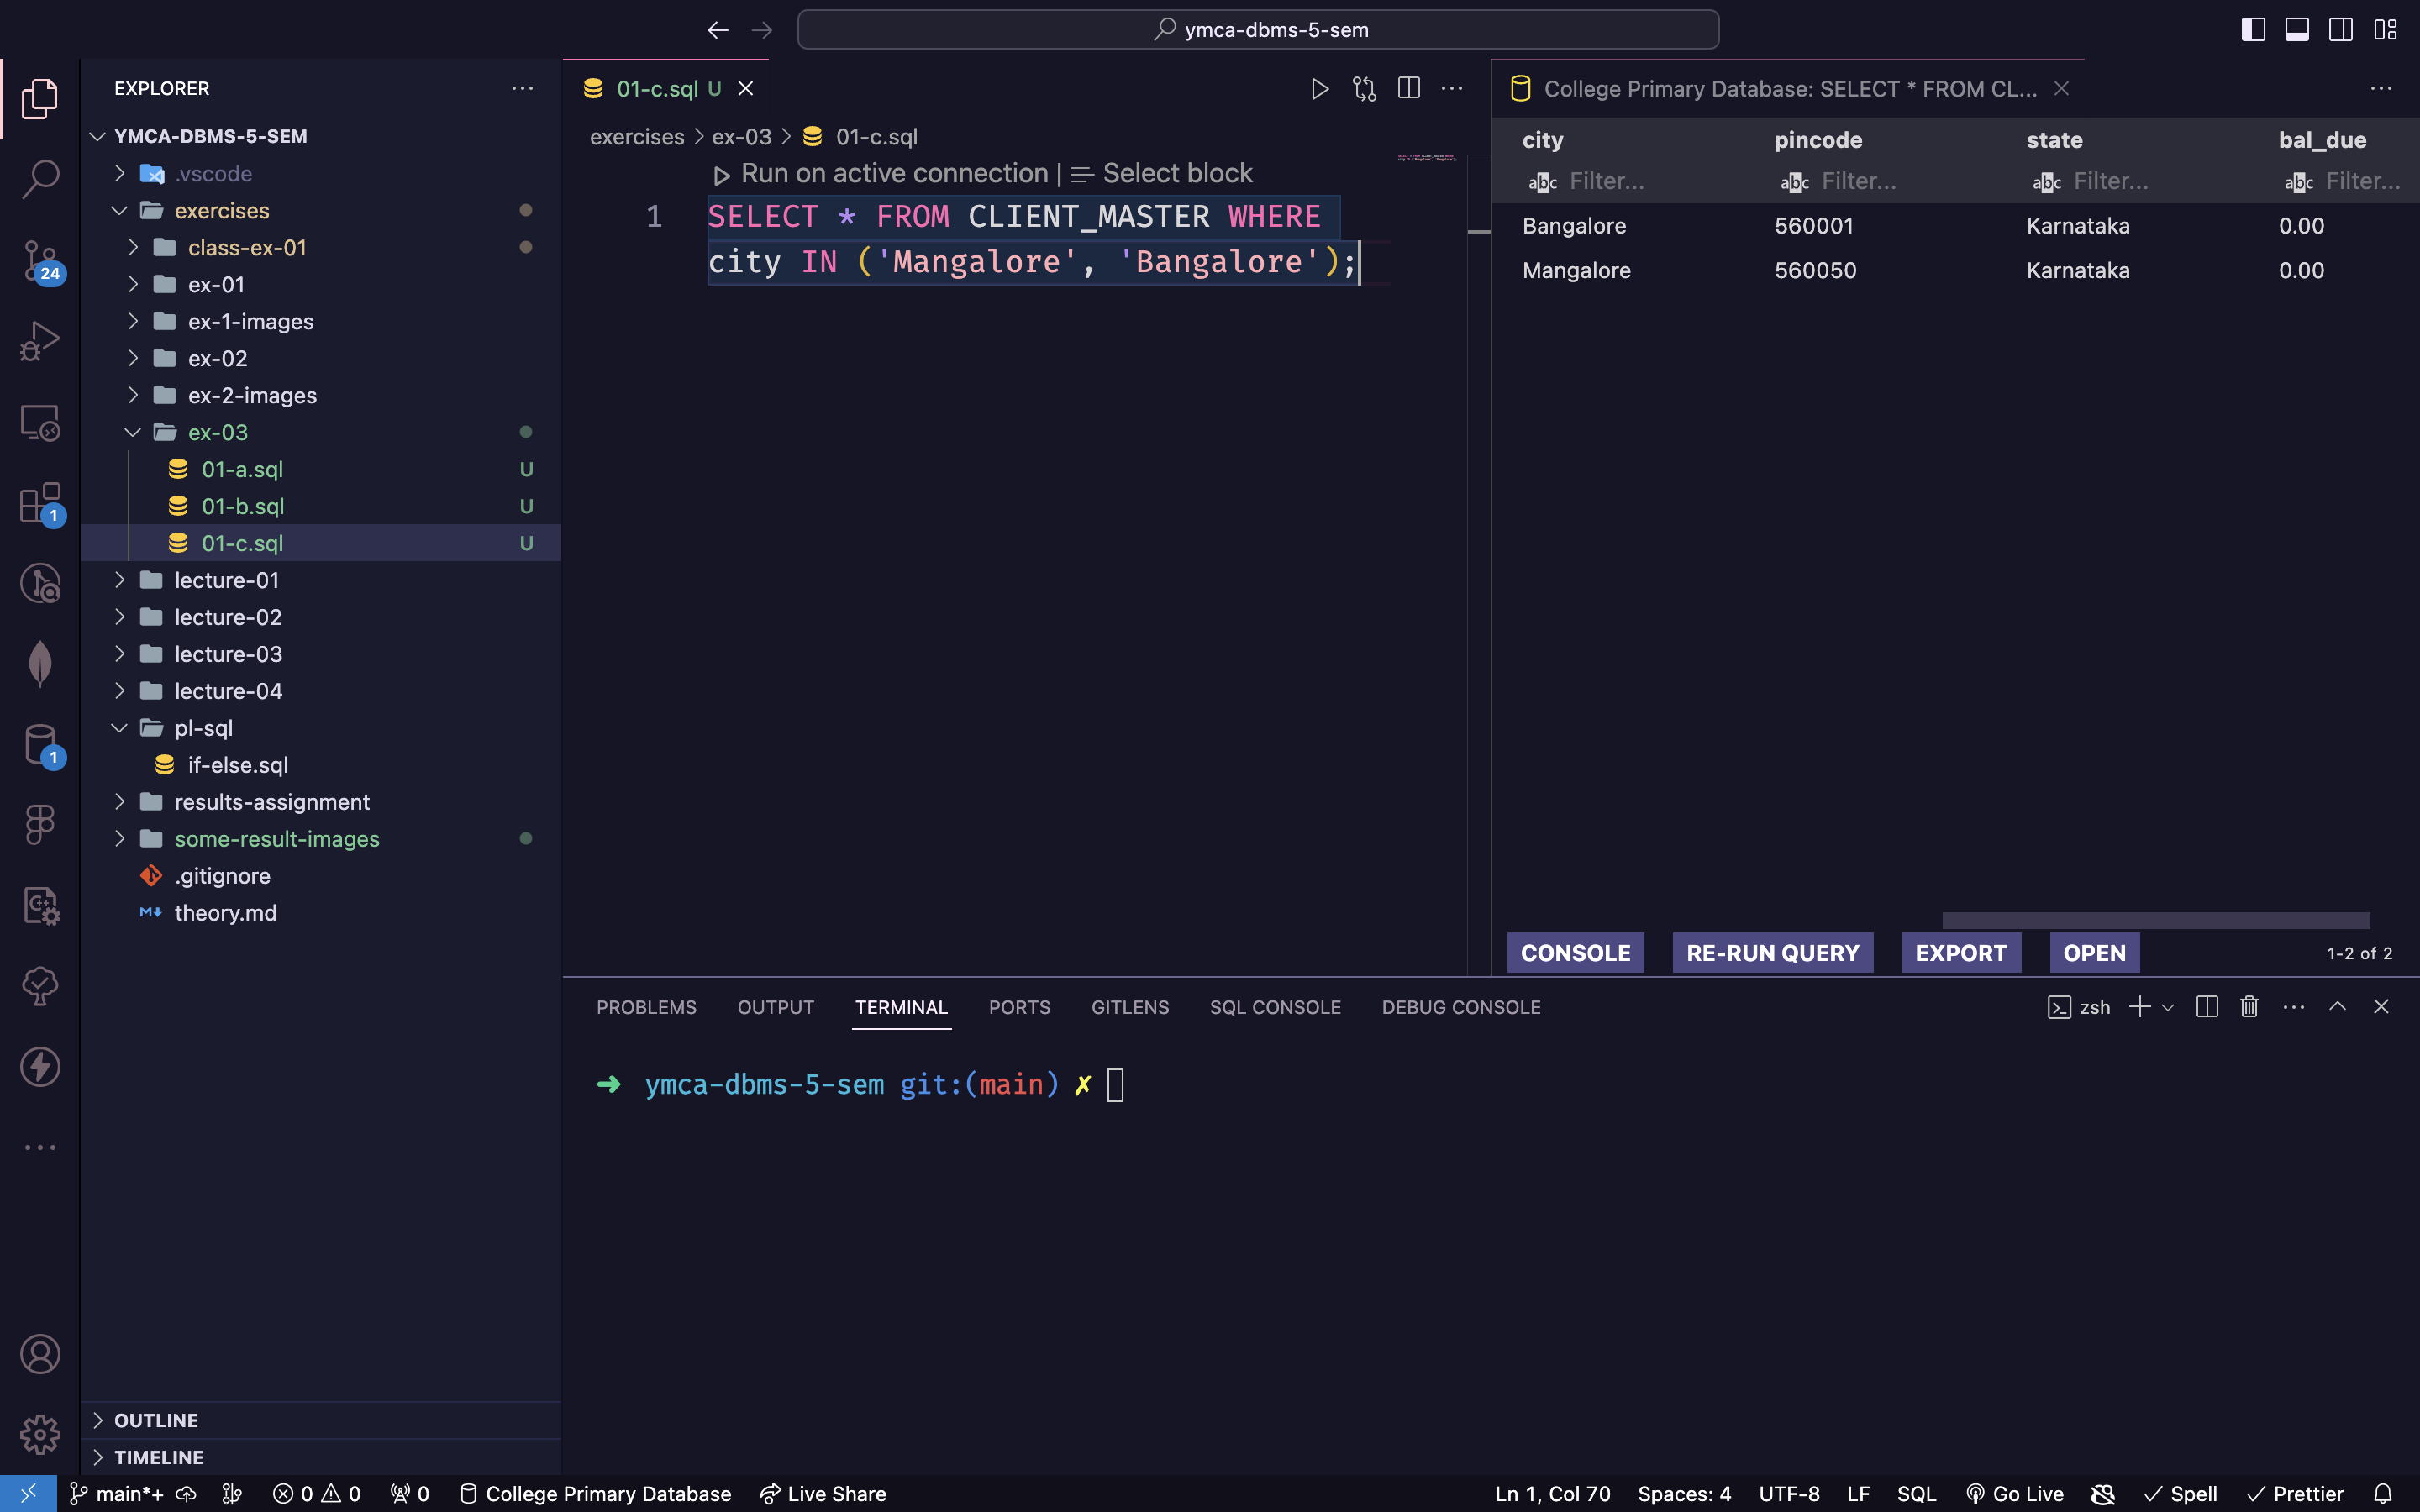 ymca-dbms-5-sem
EXPLORER
YMCA-DBMS-5-SEM
.vscode
exercises
class-ex-01
ex-01
ex-1-images
ex-02
ex-2-images
ex-03
01-a.sql U
01-b.sql U
01-c.sql U
lecture-01
lecture-02
lecture-03
lecture-04
pl-sql
if-else.sql
results-assignment
some-result-images
.gitignore
theory.md
OUTLINE
TIMELINE
24
1
1
01-c.sql U
exercises > ex-03 > 01-c.sql
Run on active connection | Select block
1 SELECT * FROM CLIENT_MASTER WHERE
city IN ('Mangalore', 'Bangalore');
College Primary Database: SELECT * FROM CL...
city pincode state bal_due
abc Filter... abc Filter... abc Filter... abc Filter...
Bangalore 560001 Karnataka 0.00
Mangalore 560050 Karnataka 0.00
CONSOLE RE-RUN QUERY EXPORT OPEN 1-2 of 2
PROBLEMS OUTPUT TERMINAL PORTS GITLENS SQL CONSOLE DEBUG CONSOLE zsh
➜ ymca-dbms-5-sem git:(main) ✗
main*+ 0 0 0 College Primary Database Live Share Ln 1, Col 70 Spaces: 4 UTF-8 LF SQL Go Live Spell Prettier